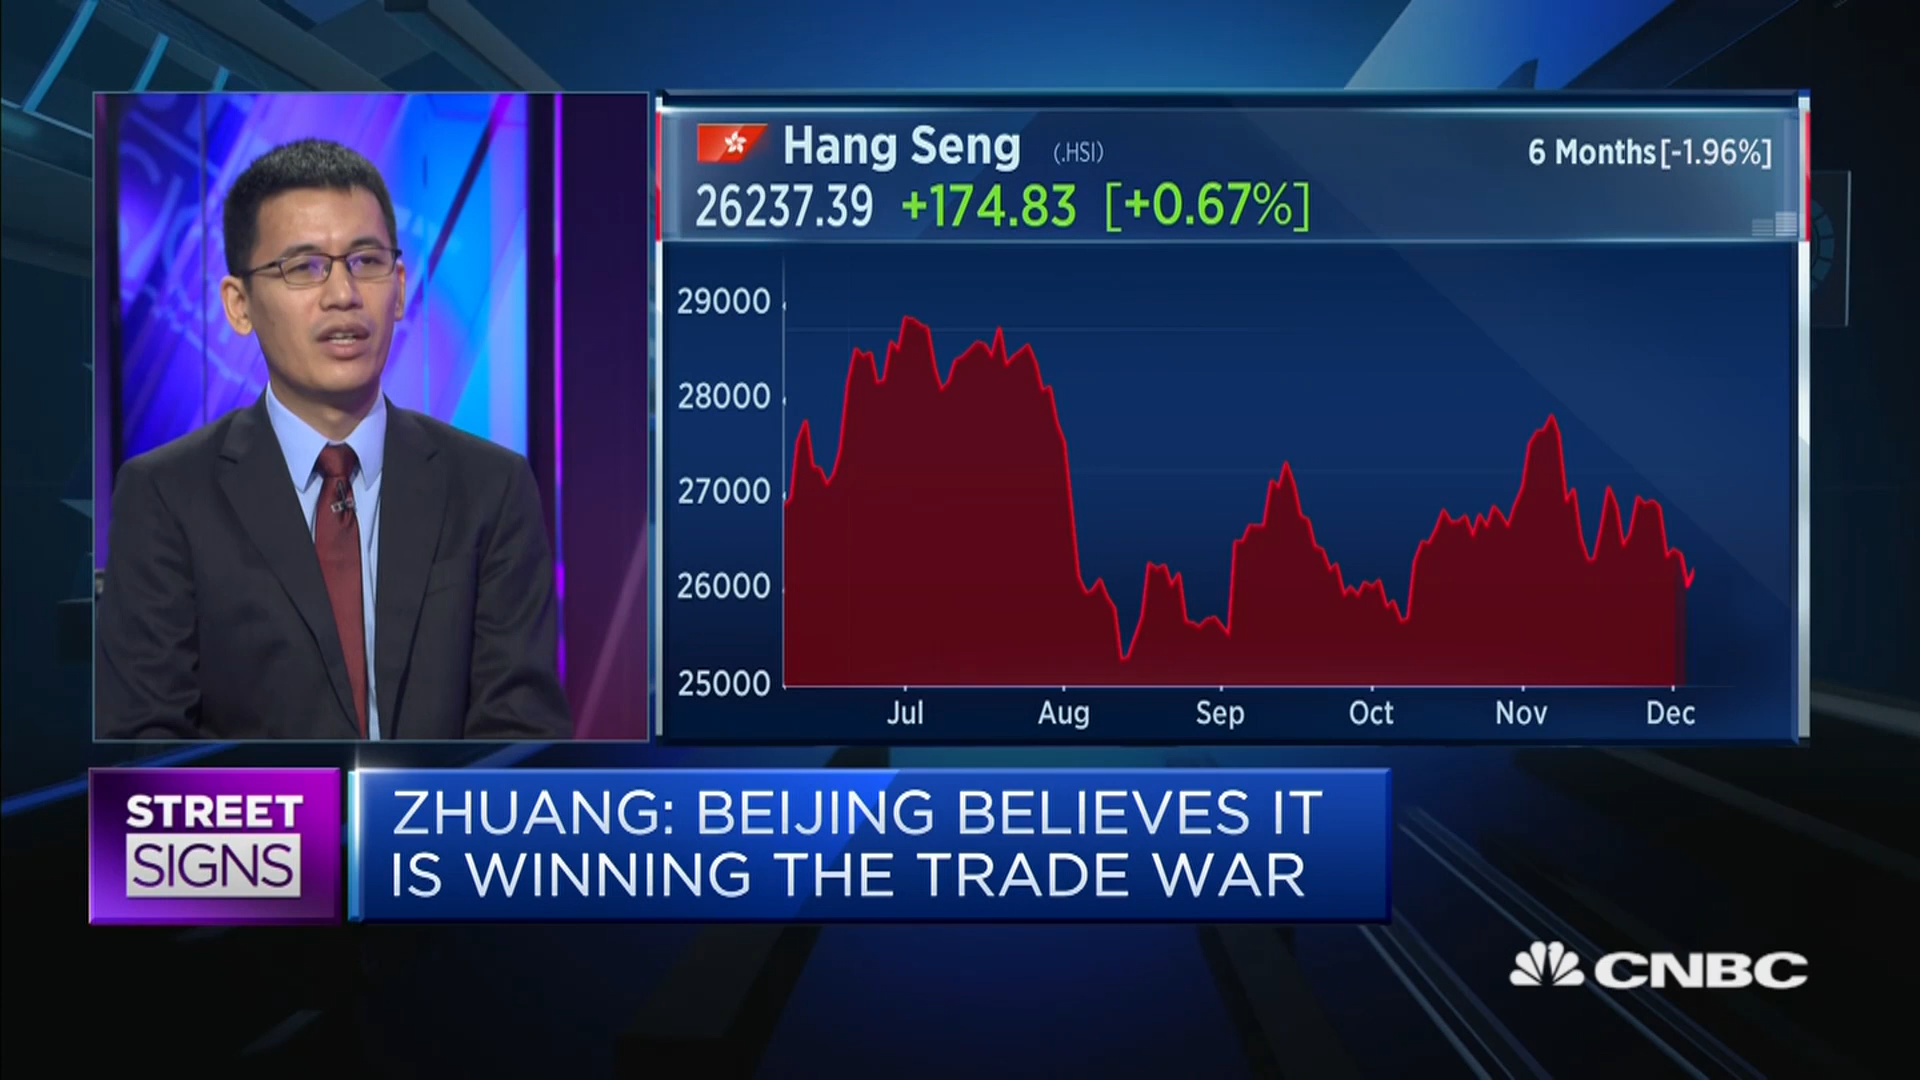 Hang Seng (.HSI)
6 Months[-1.96%]
26237.39 +174.83 [+0.67%]
29000
28000
27000
26000
25000
Jul Aug Sep Oct Nov Dec
STREET
SIGNS
ZHUANG: BEIJING BELIEVES IT
IS WINNING THE TRADE WAR
CNBC